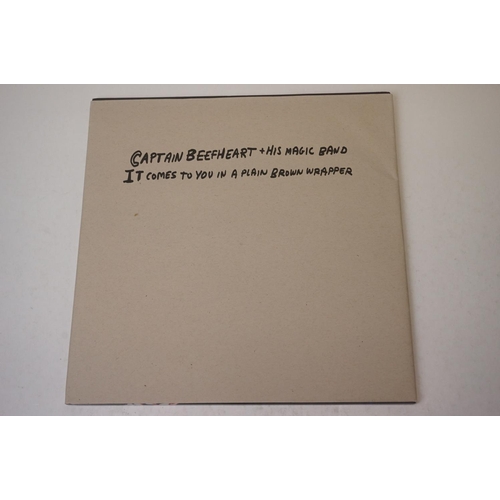 CAPTAIN BEEFHEART + HIS MAGIC BAND
IT COMES TO YOU IN A PLAIN BROWN WRAPPER